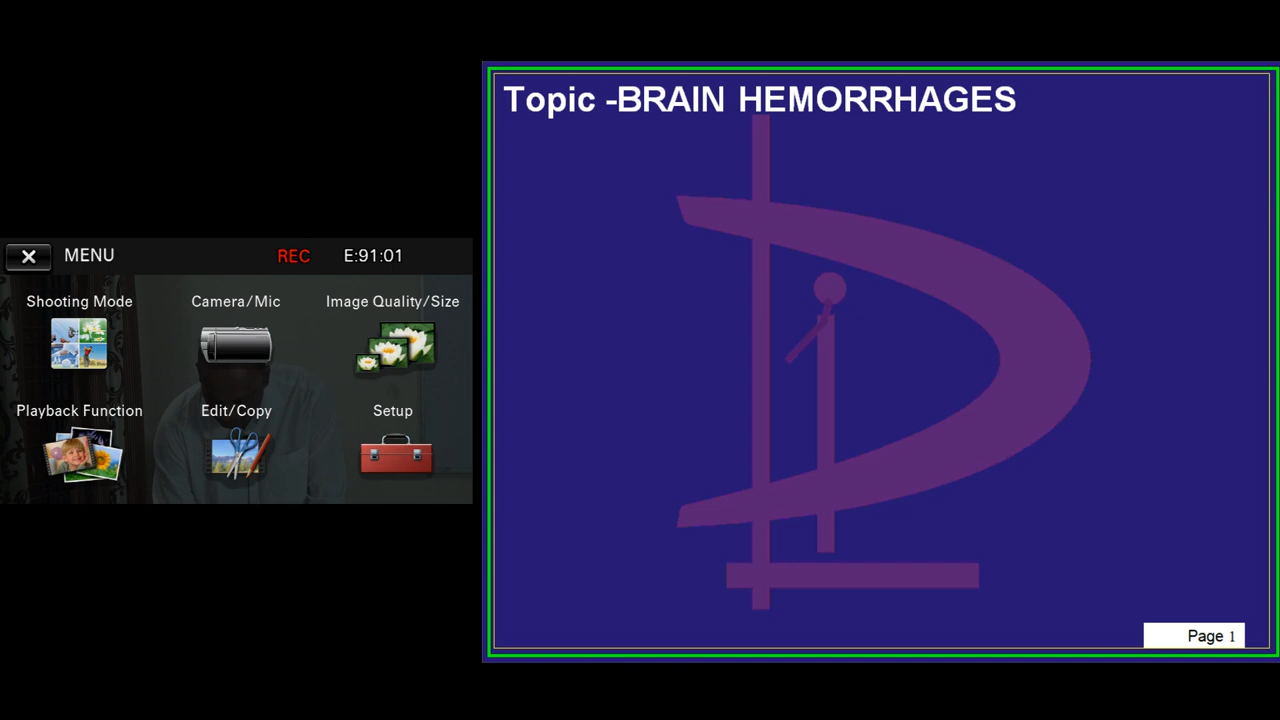 MENU REC E:91:01
Shooting Mode Camera/Mic Image Quality/Size
Playback Function Edit/Copy Setup
Topic -BRAIN HEMORRHAGES
Page 1